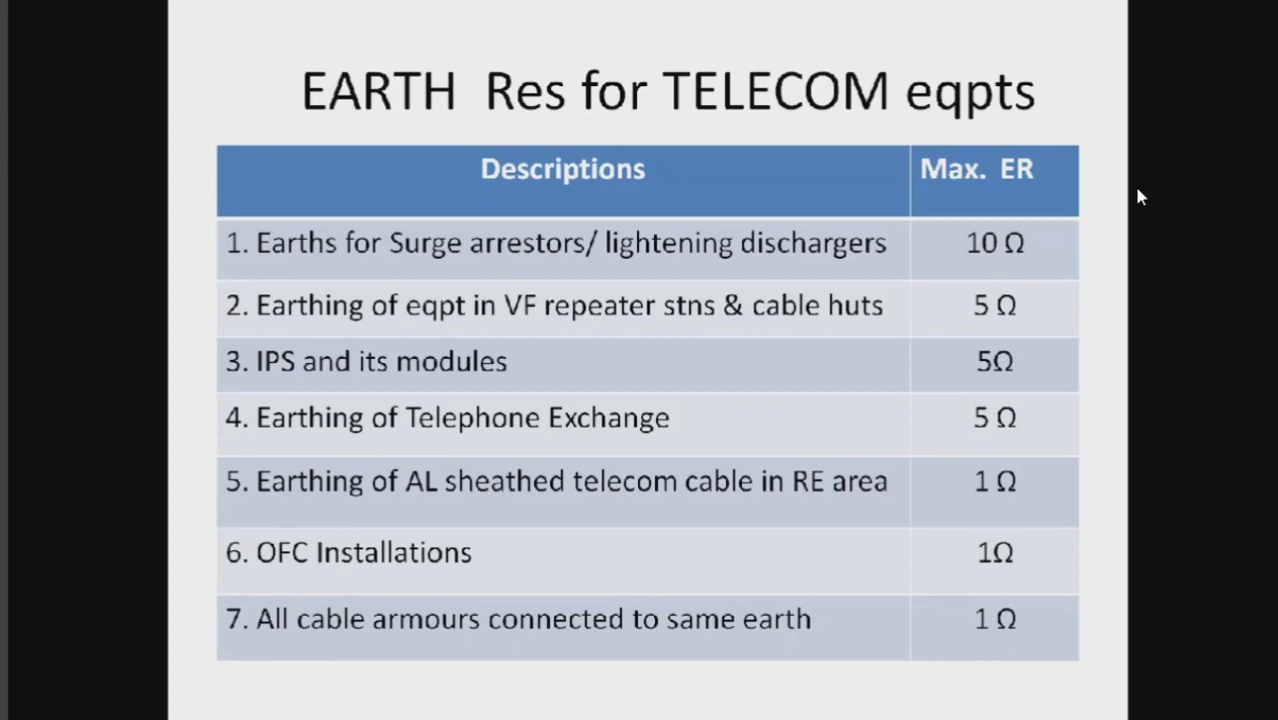 EARTH Res for TELECOM eqpts
Descriptions Max. ER
1. Earths for Surge arrestors/ lightening dischargers 10 Ω
2. Earthing of eqpt in VF repeater stns & cable huts 5 Ω
3. IPS and its modules 5Ω
4. Earthing of Telephone Exchange 5 Ω
5. Earthing of AL sheathed telecom cable in RE area 1 Ω
6. OFC Installations 1Ω
7. All cable armours connected to same earth 1 Ω